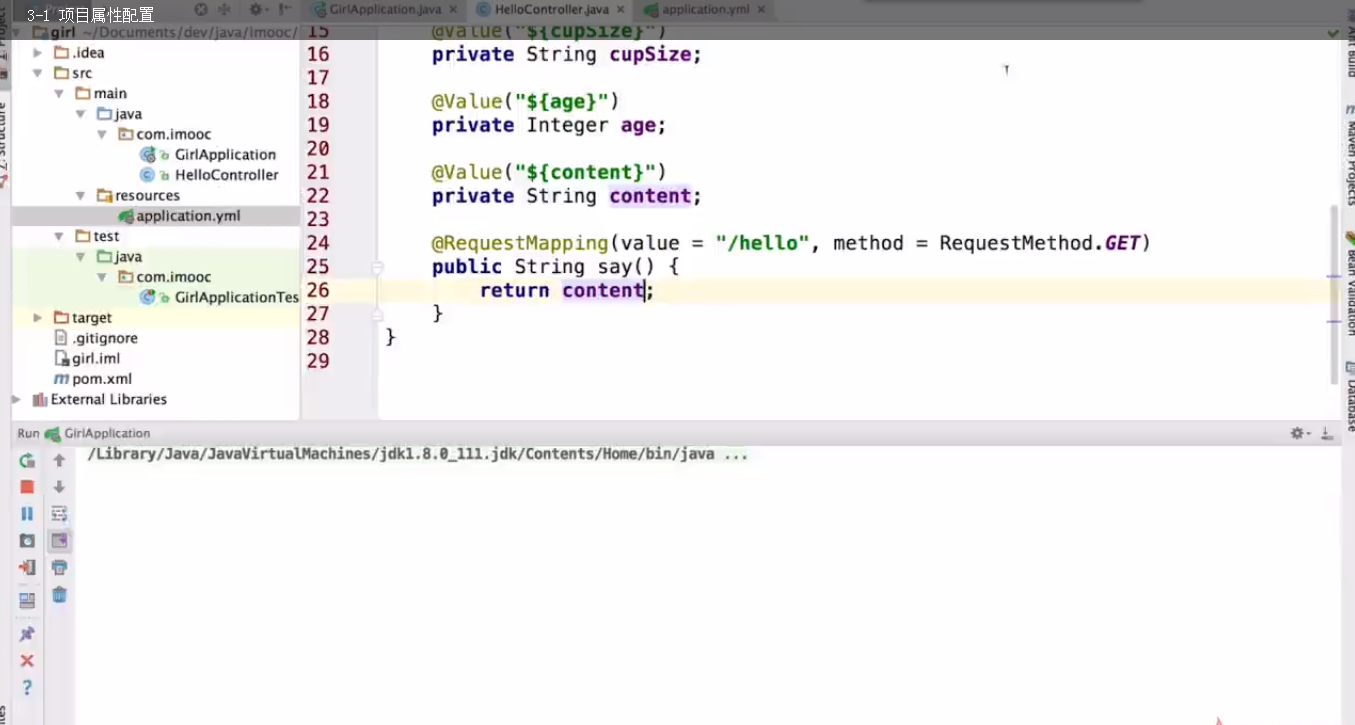 3-1 项目属性配置
GirlApplication.java
HelloController.java
application.yml
girl ~/Documents/dev/java/imooc/
.idea
src
main
java
com.imooc
GirlApplication
HelloController
resources
application.yml
test
java
com.imooc
GirlApplicationTes
target
.gitignore
girl.iml
pom.xml
External Libraries
15 @Value("${cupSize}")
16 private String cupSize;
17
18 @Value("${age}")
19 private Integer age;
20
21 @Value("${content}")
22 private String content;
23
24 @RequestMapping(value = "/hello", method = RequestMethod.GET)
25 public String say() {
26 return content;
27 }
28 }
29
Ant Build
Maven Projects
Bean Validation
Database
Run GirlApplication
/Library/Java/JavaVirtualMachines/jdk1.8.0_111.jdk/Contents/Home/bin/java ...